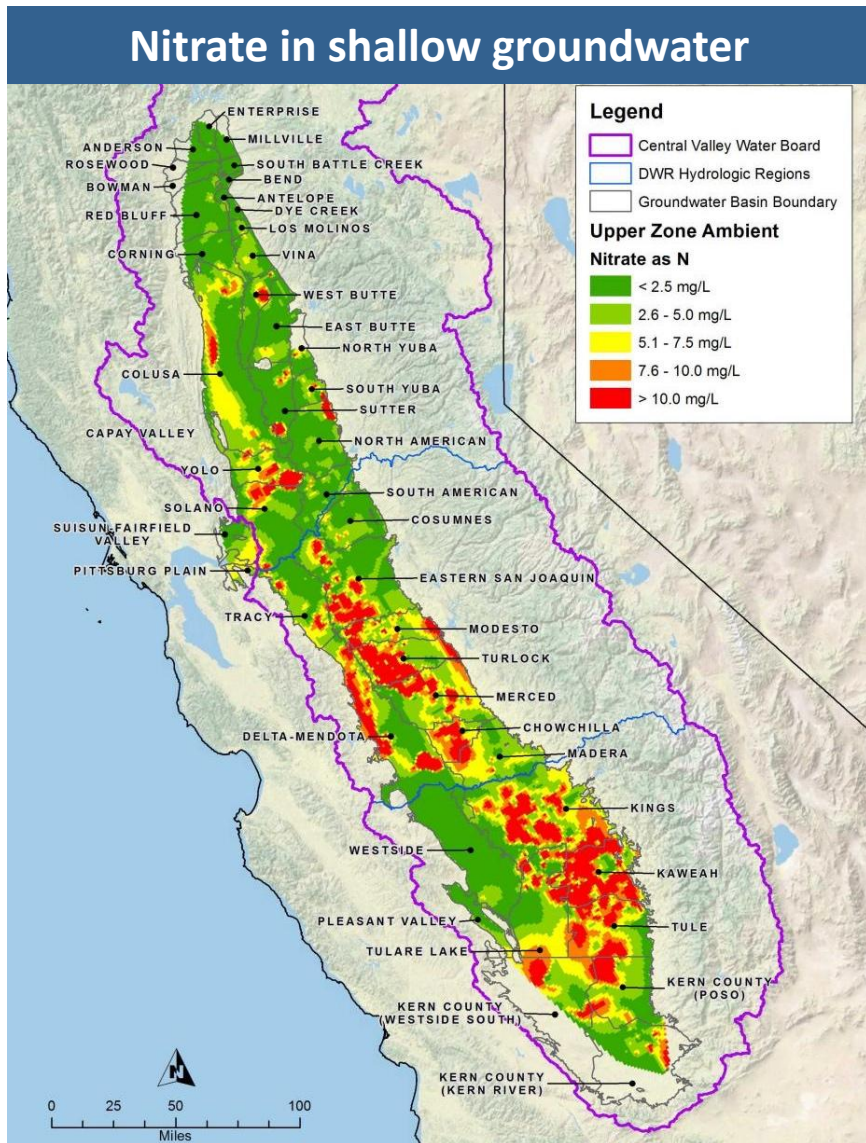 Nitrate in shallow groundwater
ENTERPRISE
ANDERSON
MILLVILLE
ROSEWOOD
SOUTH BATTLE CREEK
BOWMAN
BEND
ANTELOPE
RED BLUFF
DYE CREEK
LOS MOLINOS
CORNING
VINA
WEST BUTTE
EAST BUTTE
NORTH YUBA
COLUSA
SOUTH YUBA
SUTTER
CAPAY VALLEY
NORTH AMERICAN
YOLO
SOUTH AMERICAN
SOLANO
COSUMNES
SUISUN-FAIRFIELD
VALLEY
PITTSBURG PLAIN
EASTERN SAN JOAQUIN
TRACY
MODESTO
TURLOCK
MERCED
DELTA-MENDOTA
CHOWCHILLA
MADERA
KINGS
WESTSIDE
KAWEAH
PLEASANT VALLEY
TULE
TULARE LAKE
KERN COUNTY
(POSO)
KERN COUNTY
(WESTSIDE SOUTH)
KERN COUNTY
(KERN RIVER)
Legend
Central Valley Water Board
DWR Hydrologic Regions
Groundwater Basin Boundary
Upper Zone Ambient
Nitrate as N
< 2.5 mg/L
2.6 - 5.0 mg/L
5.1 - 7.5 mg/L
7.6 - 10.0 mg/L
> 10.0 mg/L
N
0 50 100
Miles